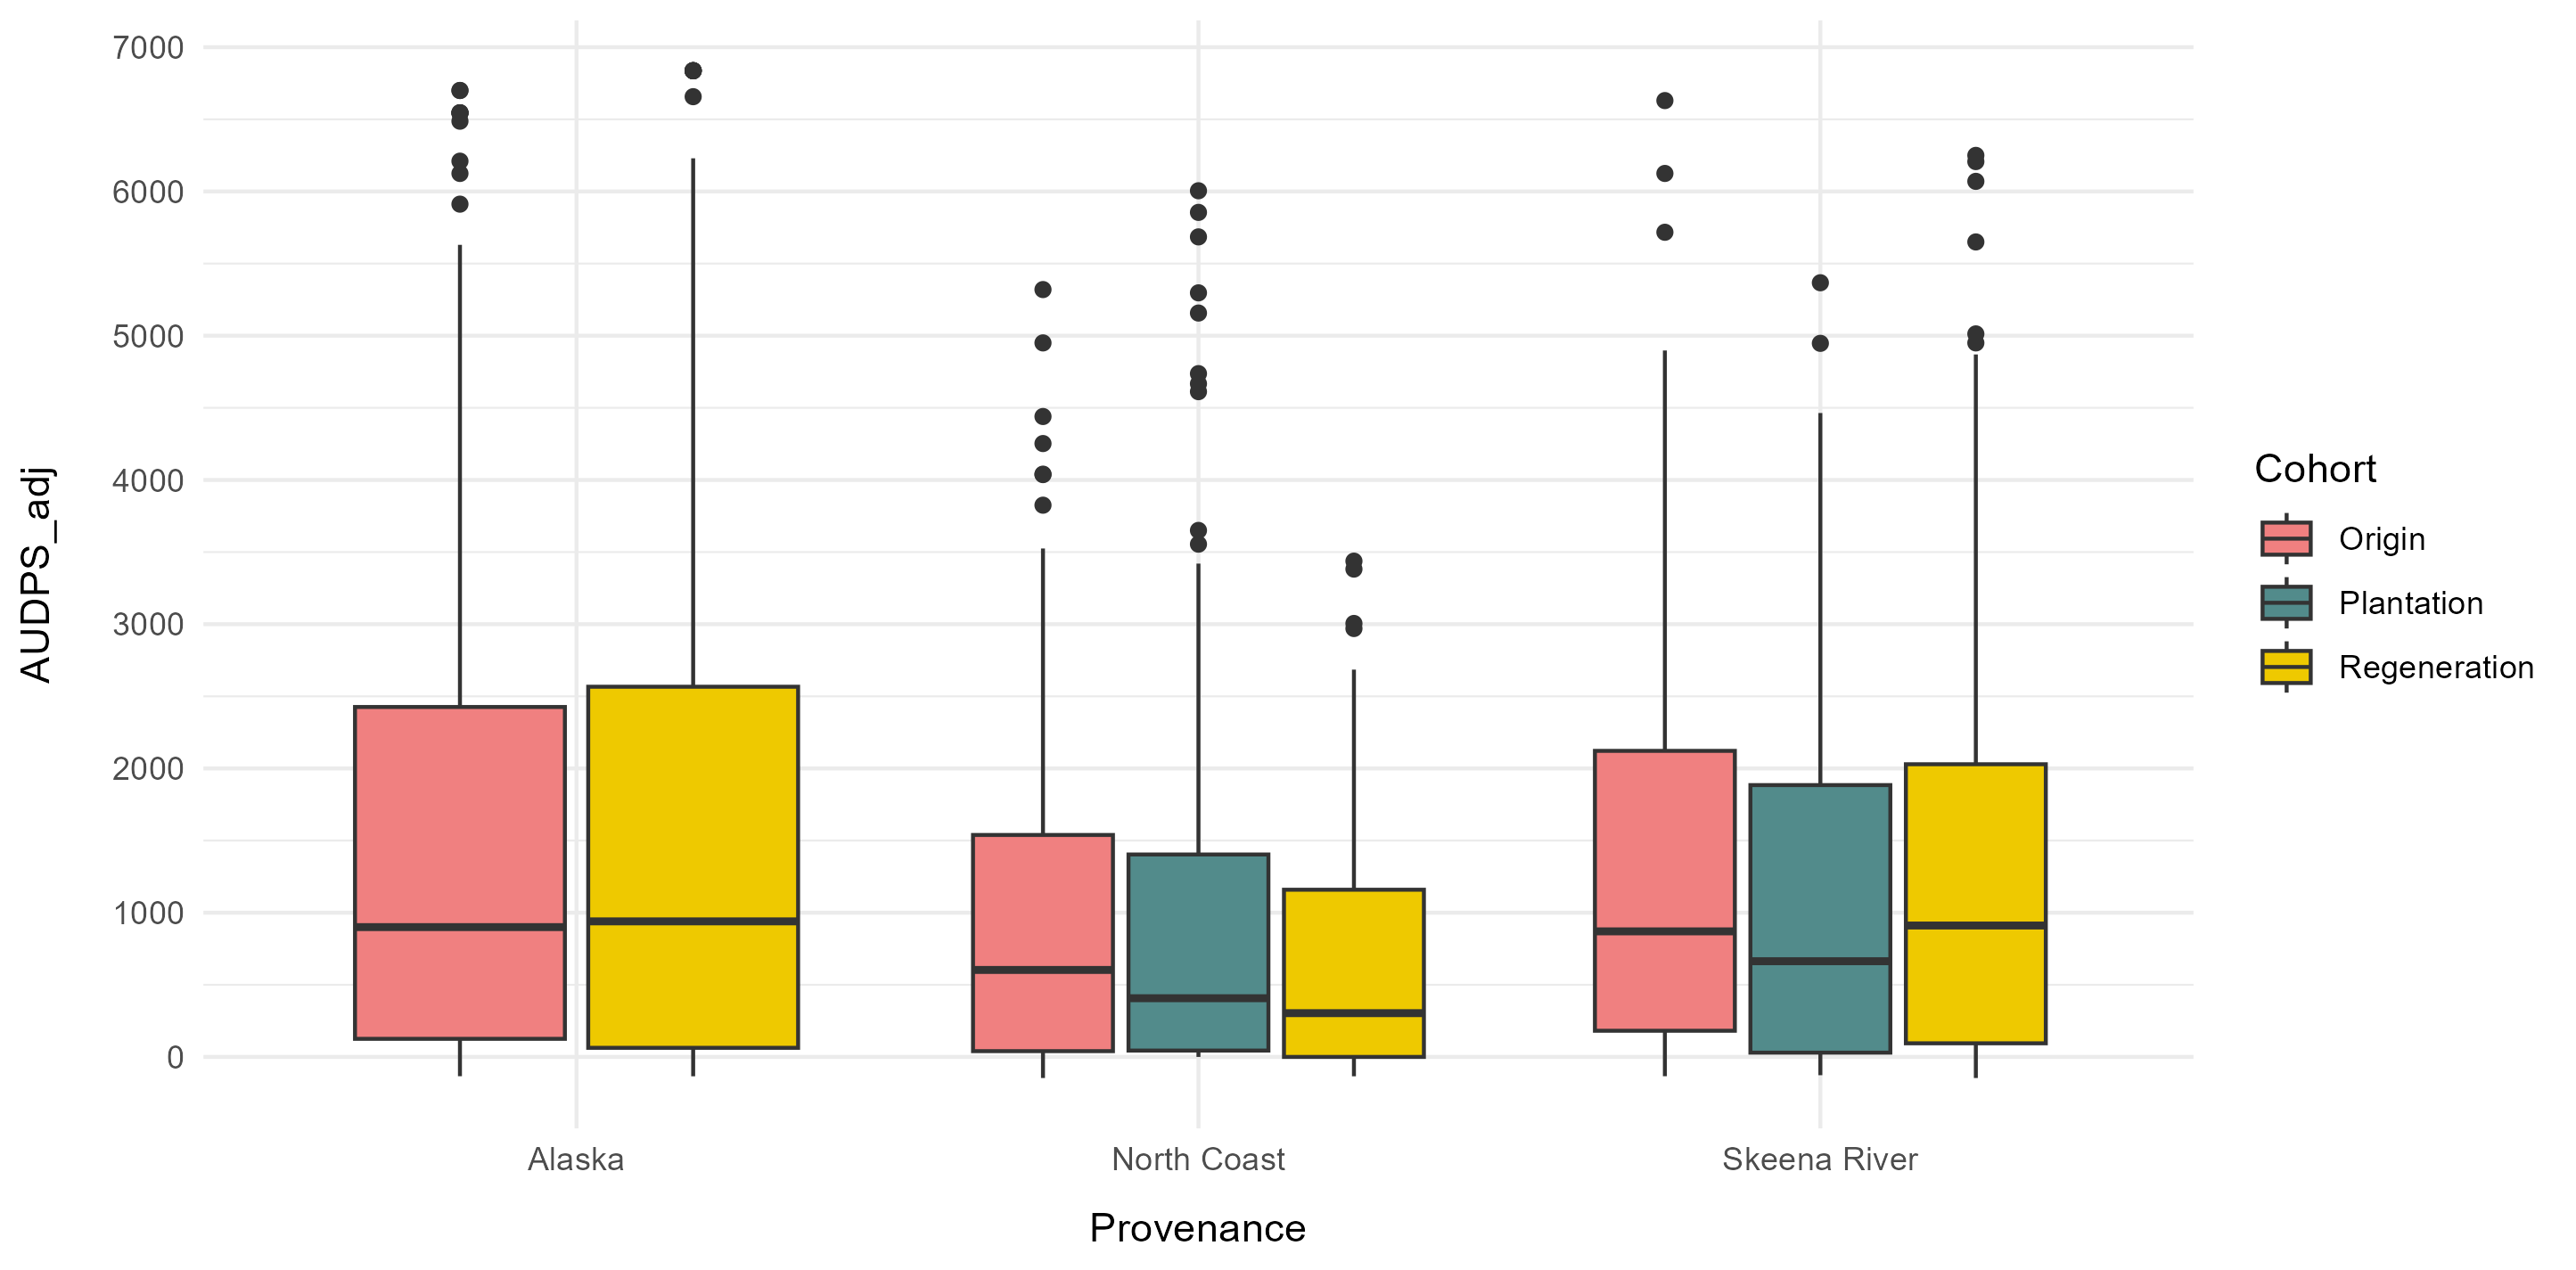 7000
6000
5000
4000
3000
2000
1000
0
AUDPS_adj
Alaska
North Coast
Skeena River
Provenance
Cohort
Origin
Plantation
Regeneration